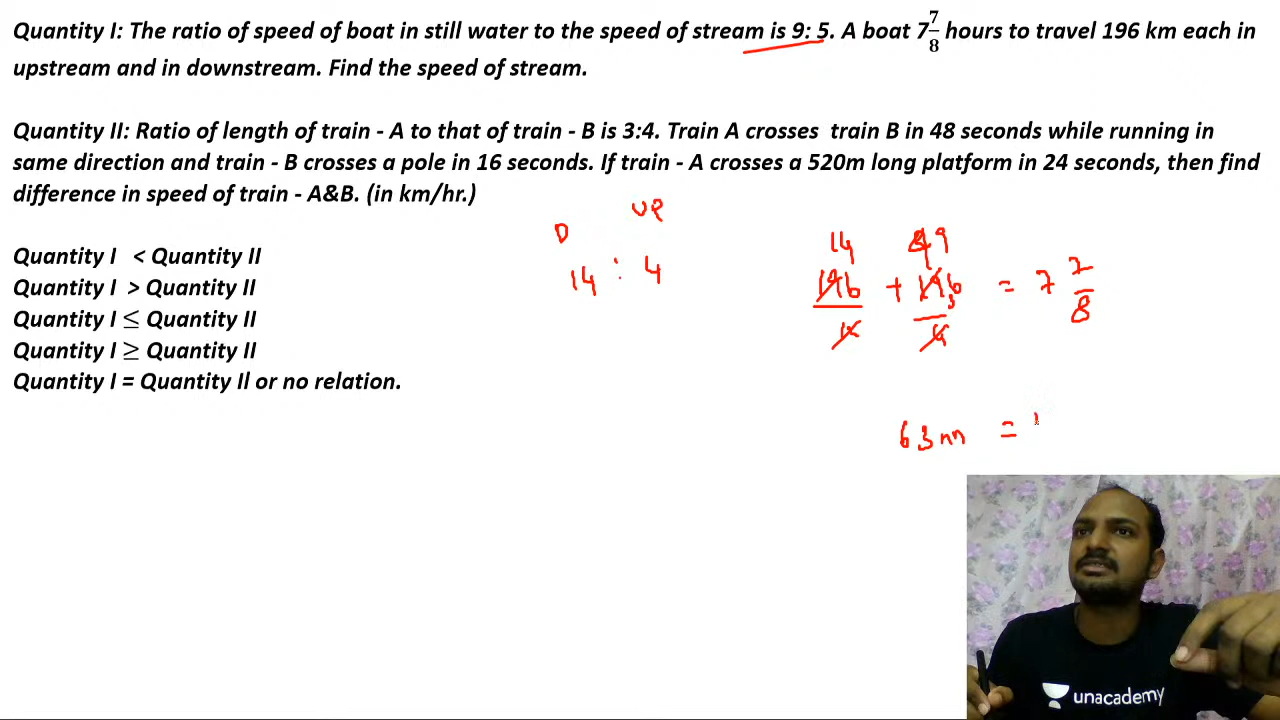 Quantity I: The ratio of speed of boat in still water to the speed of stream is 9: 5. A boat 7 7/8 hours to travel 196 km each in
upstream and in downstream. Find the speed of stream.
Quantity II: Ratio of length of train - A to that of train - B is 3:4. Train A crosses train B in 48 seconds while running in
same direction and train - B crosses a pole in 16 seconds. If train - A crosses a 520m long platform in 24 seconds, then find
difference in speed of train - A&B. (in km/hr.)
Quantity I < Quantity II
Quantity I > Quantity II
Quantity I ≤ Quantity II
Quantity I ≥ Quantity II
Quantity I = Quantity II or no relation.
D UP
14 : 4
14 49
196 + 196 = 7 7/8
63 =
unacademy